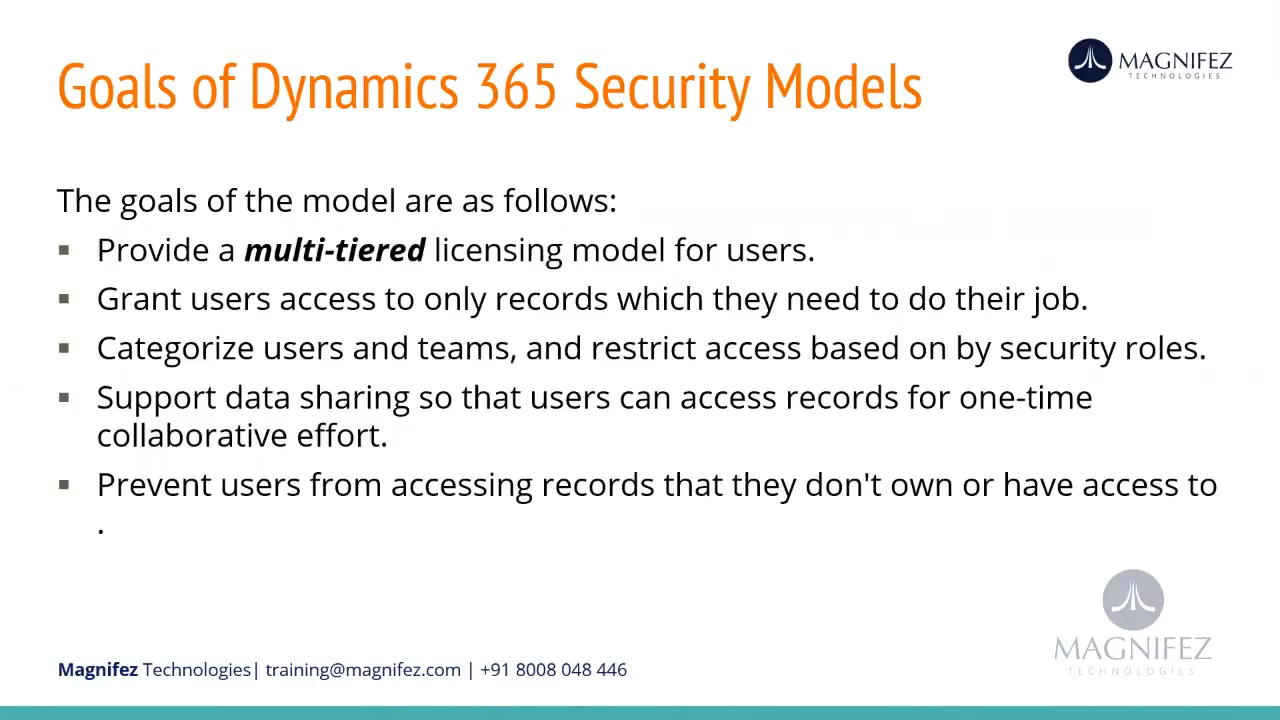 Goals of Dynamics 365 Security Models
MAGNIFEZ
TECHNOLOGIES
The goals of the model are as follows:
▪ Provide a multi-tiered licensing model for users.
▪ Grant users access to only records which they need to do their job.
▪ Categorize users and teams, and restrict access based on by security roles.
▪ Support data sharing so that users can access records for one-time
collaborative effort.
▪ Prevent users from accessing records that they don't own or have access to
.
MAGNIFEZ
TECHNOLOGIES
Magnifez Technologies| training@magnifez.com | +91 8008 048 446